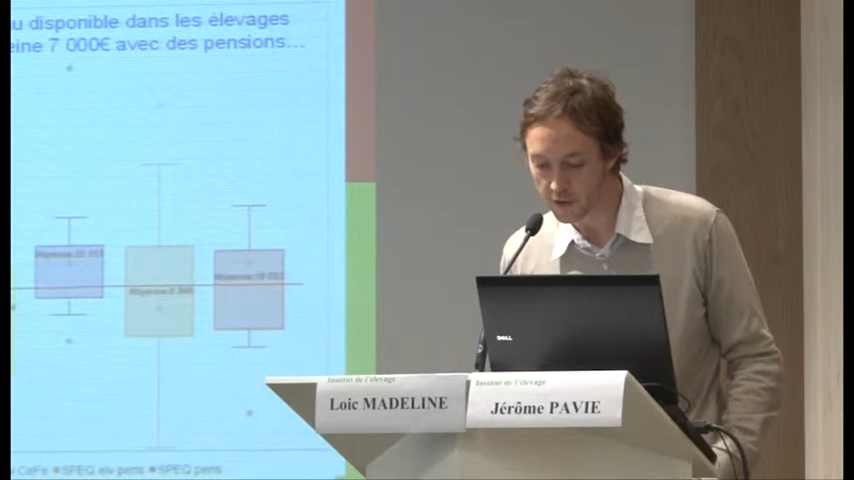 u disponible dans les élevages
eine 7 000€ avec des pensions…
CeFe SPEQ elv pens SPEQ pens
DELL
Institut de l'élevage
Loic MADELINE
Institut de l'élevage
Jérôme PAVIE